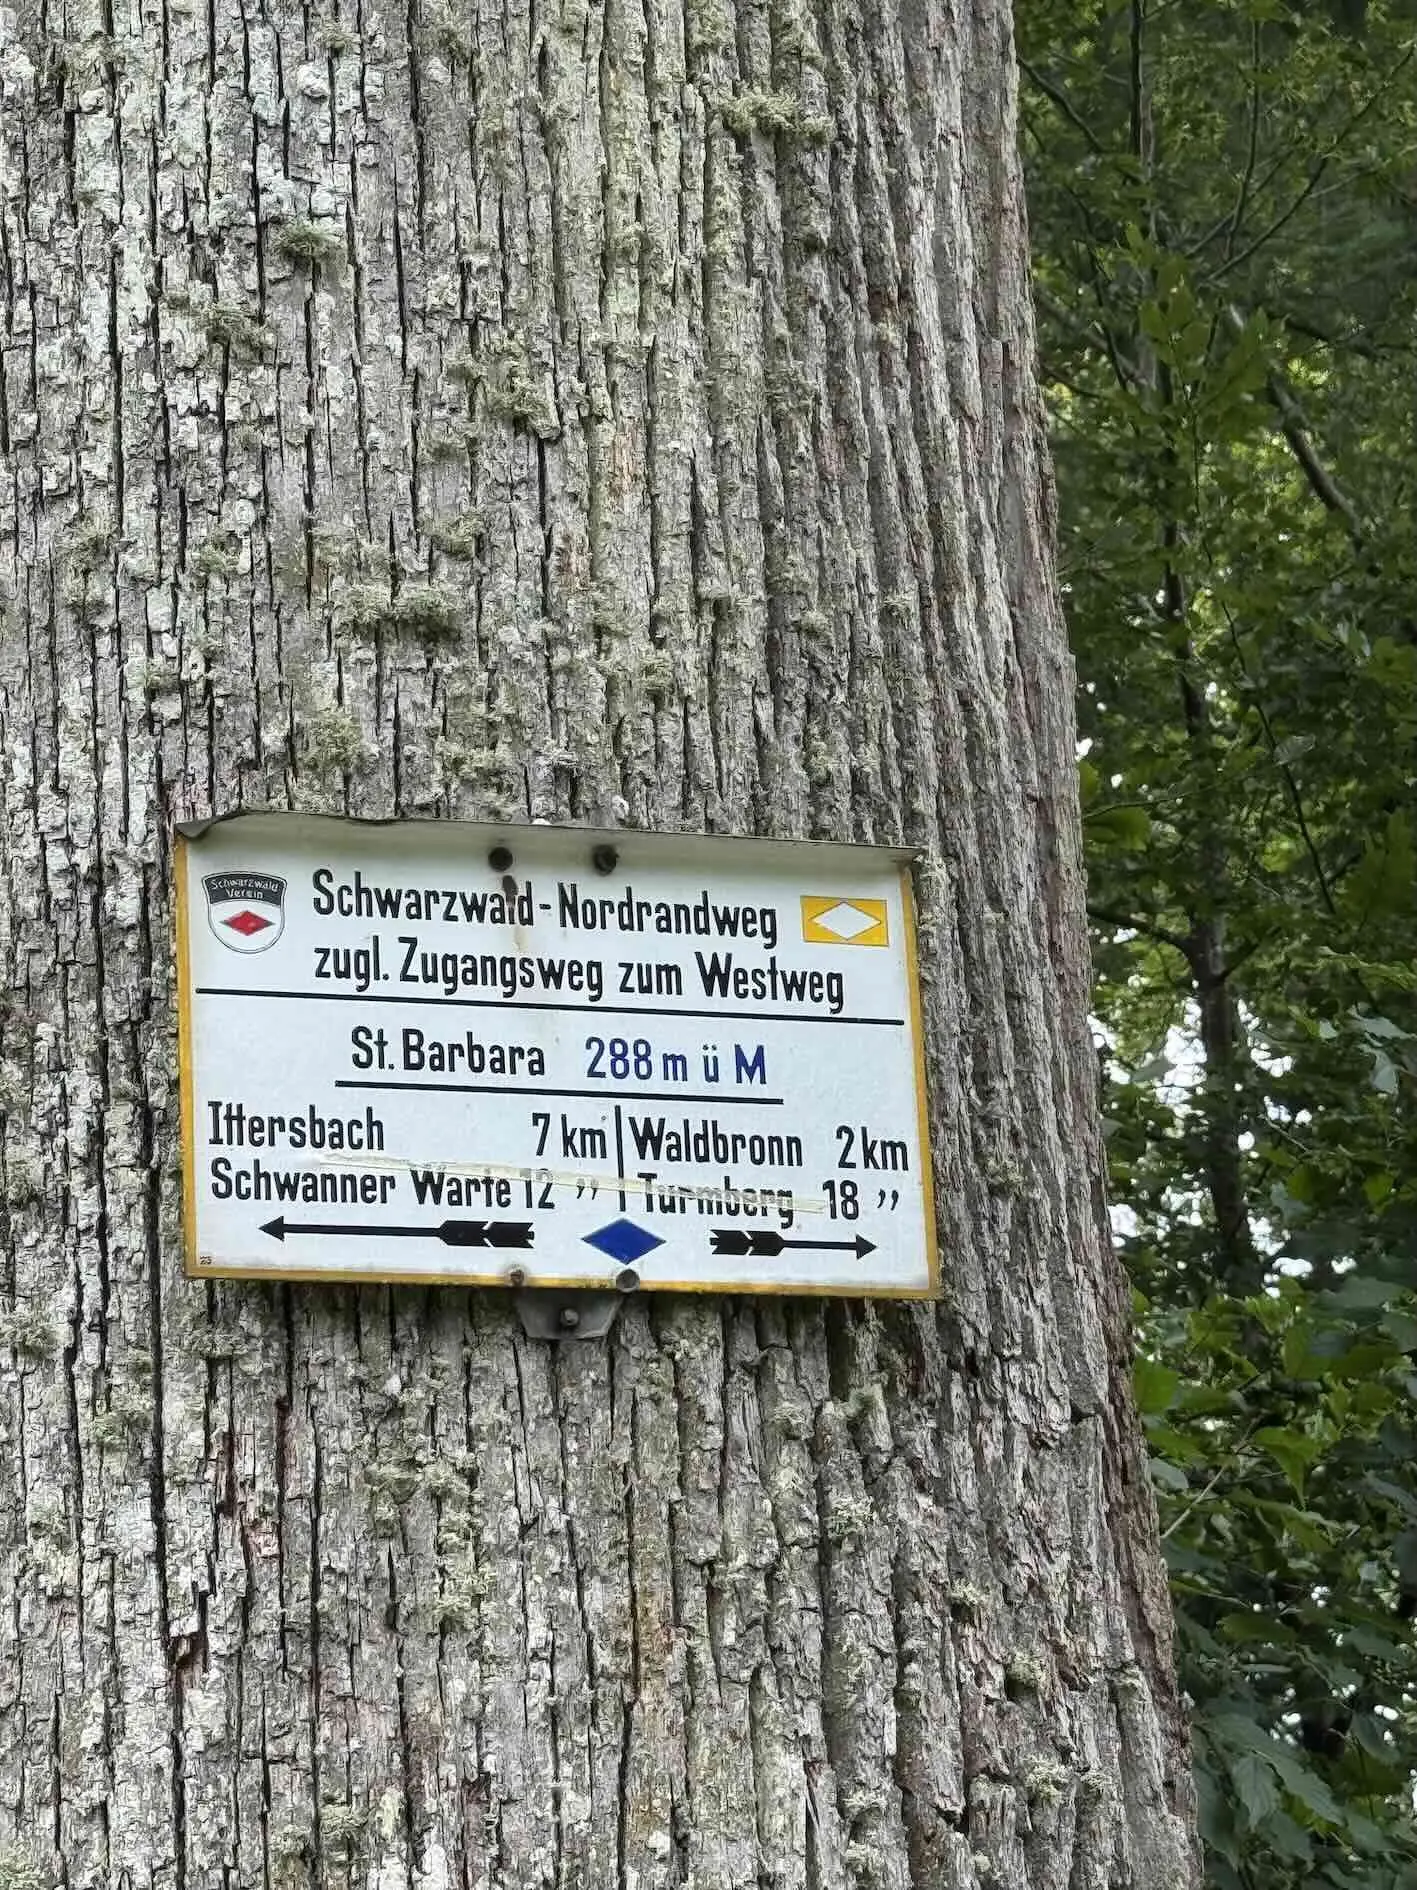 Schwarzwald
Verein
Schwarzwald-Nordrandweg
zugl. Zugangsweg zum Westweg
St. Barbara 288 m ü M
Ittersbach 7 km Waldbronn 2 km
Schwanner Warte 12 " Turmberg 18 "